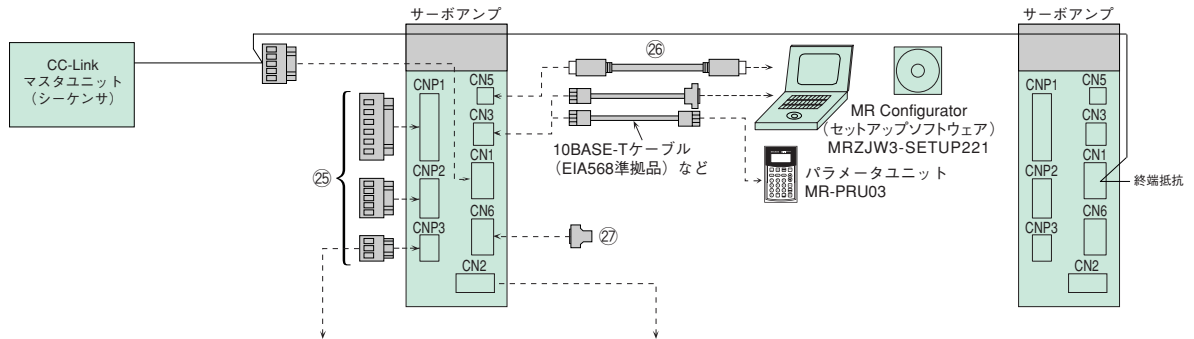 サーボアンプ
サーボアンプ
CC-Link
マスタユニット
（シーケンサ）
㉖
CNP1
CN5
CN3
CN1
CNP2
CN6
CNP3
CN2
㉕
10BASE-Tケーブル
（EIA568準拠品）など
MR Configurator
（セットアップソフトウェア）
MRZJW3-SETUP221
パラメータユニット
MR-PRU03
㉗
CNP1
CN5
CN3
CN1
CNP2
CN6
CNP3
CN2
終端抵抗